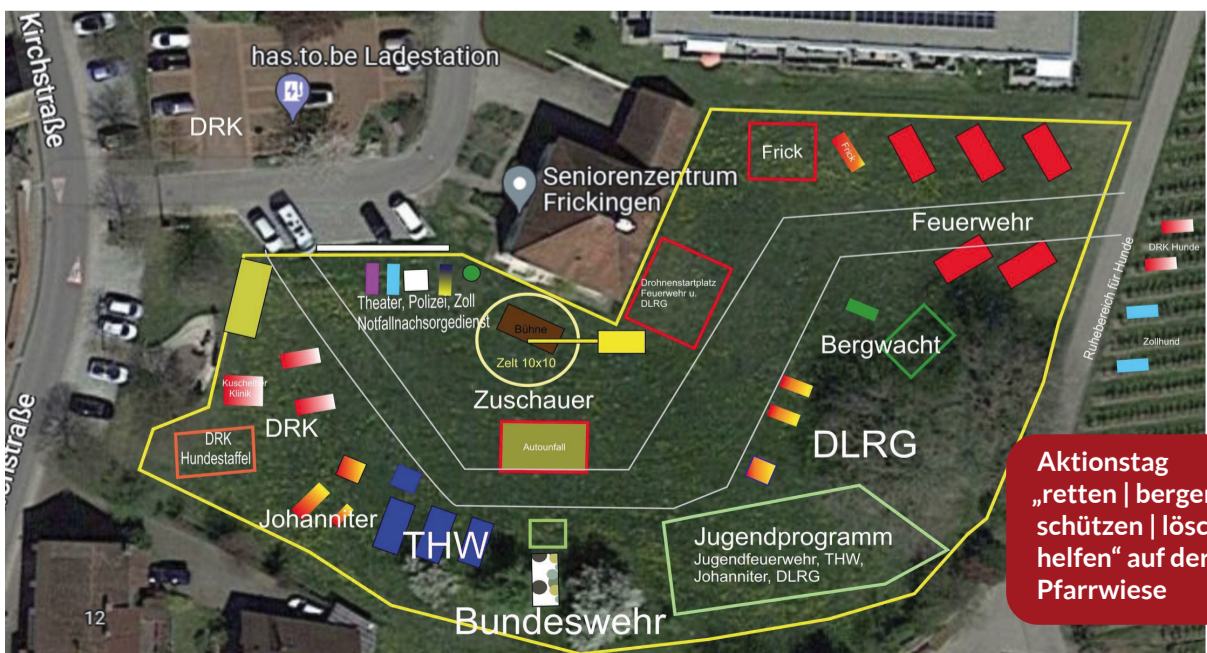 Kirchstraße
has.to.be Ladestation
DRK
Seniorenzentrum
Frickingen
Frick
Frick
Feuerwehr
DRK Hunde
Drohnenstartplatz
Feuerwehr u.
DLRG
Ruhebereich für Hunde
Zollhund
Theater, Polizer, Zoll
Notfallnachsorgedienst
Bühne
Zelt 10x10
Bergwacht
Zuschauer
Kuscheltier
Klinik
DRK
DRK
Hundestaffel
Autounfall
DLRG
Johanniter
THW
Jugendprogramm
Jugendfeuerwehr, THW,
Johanniter, DLRG
Bundeswehr
12
Aktionstag
„retten | bergen
schützen | lösc
helfen“ auf der
Pfarrwiese